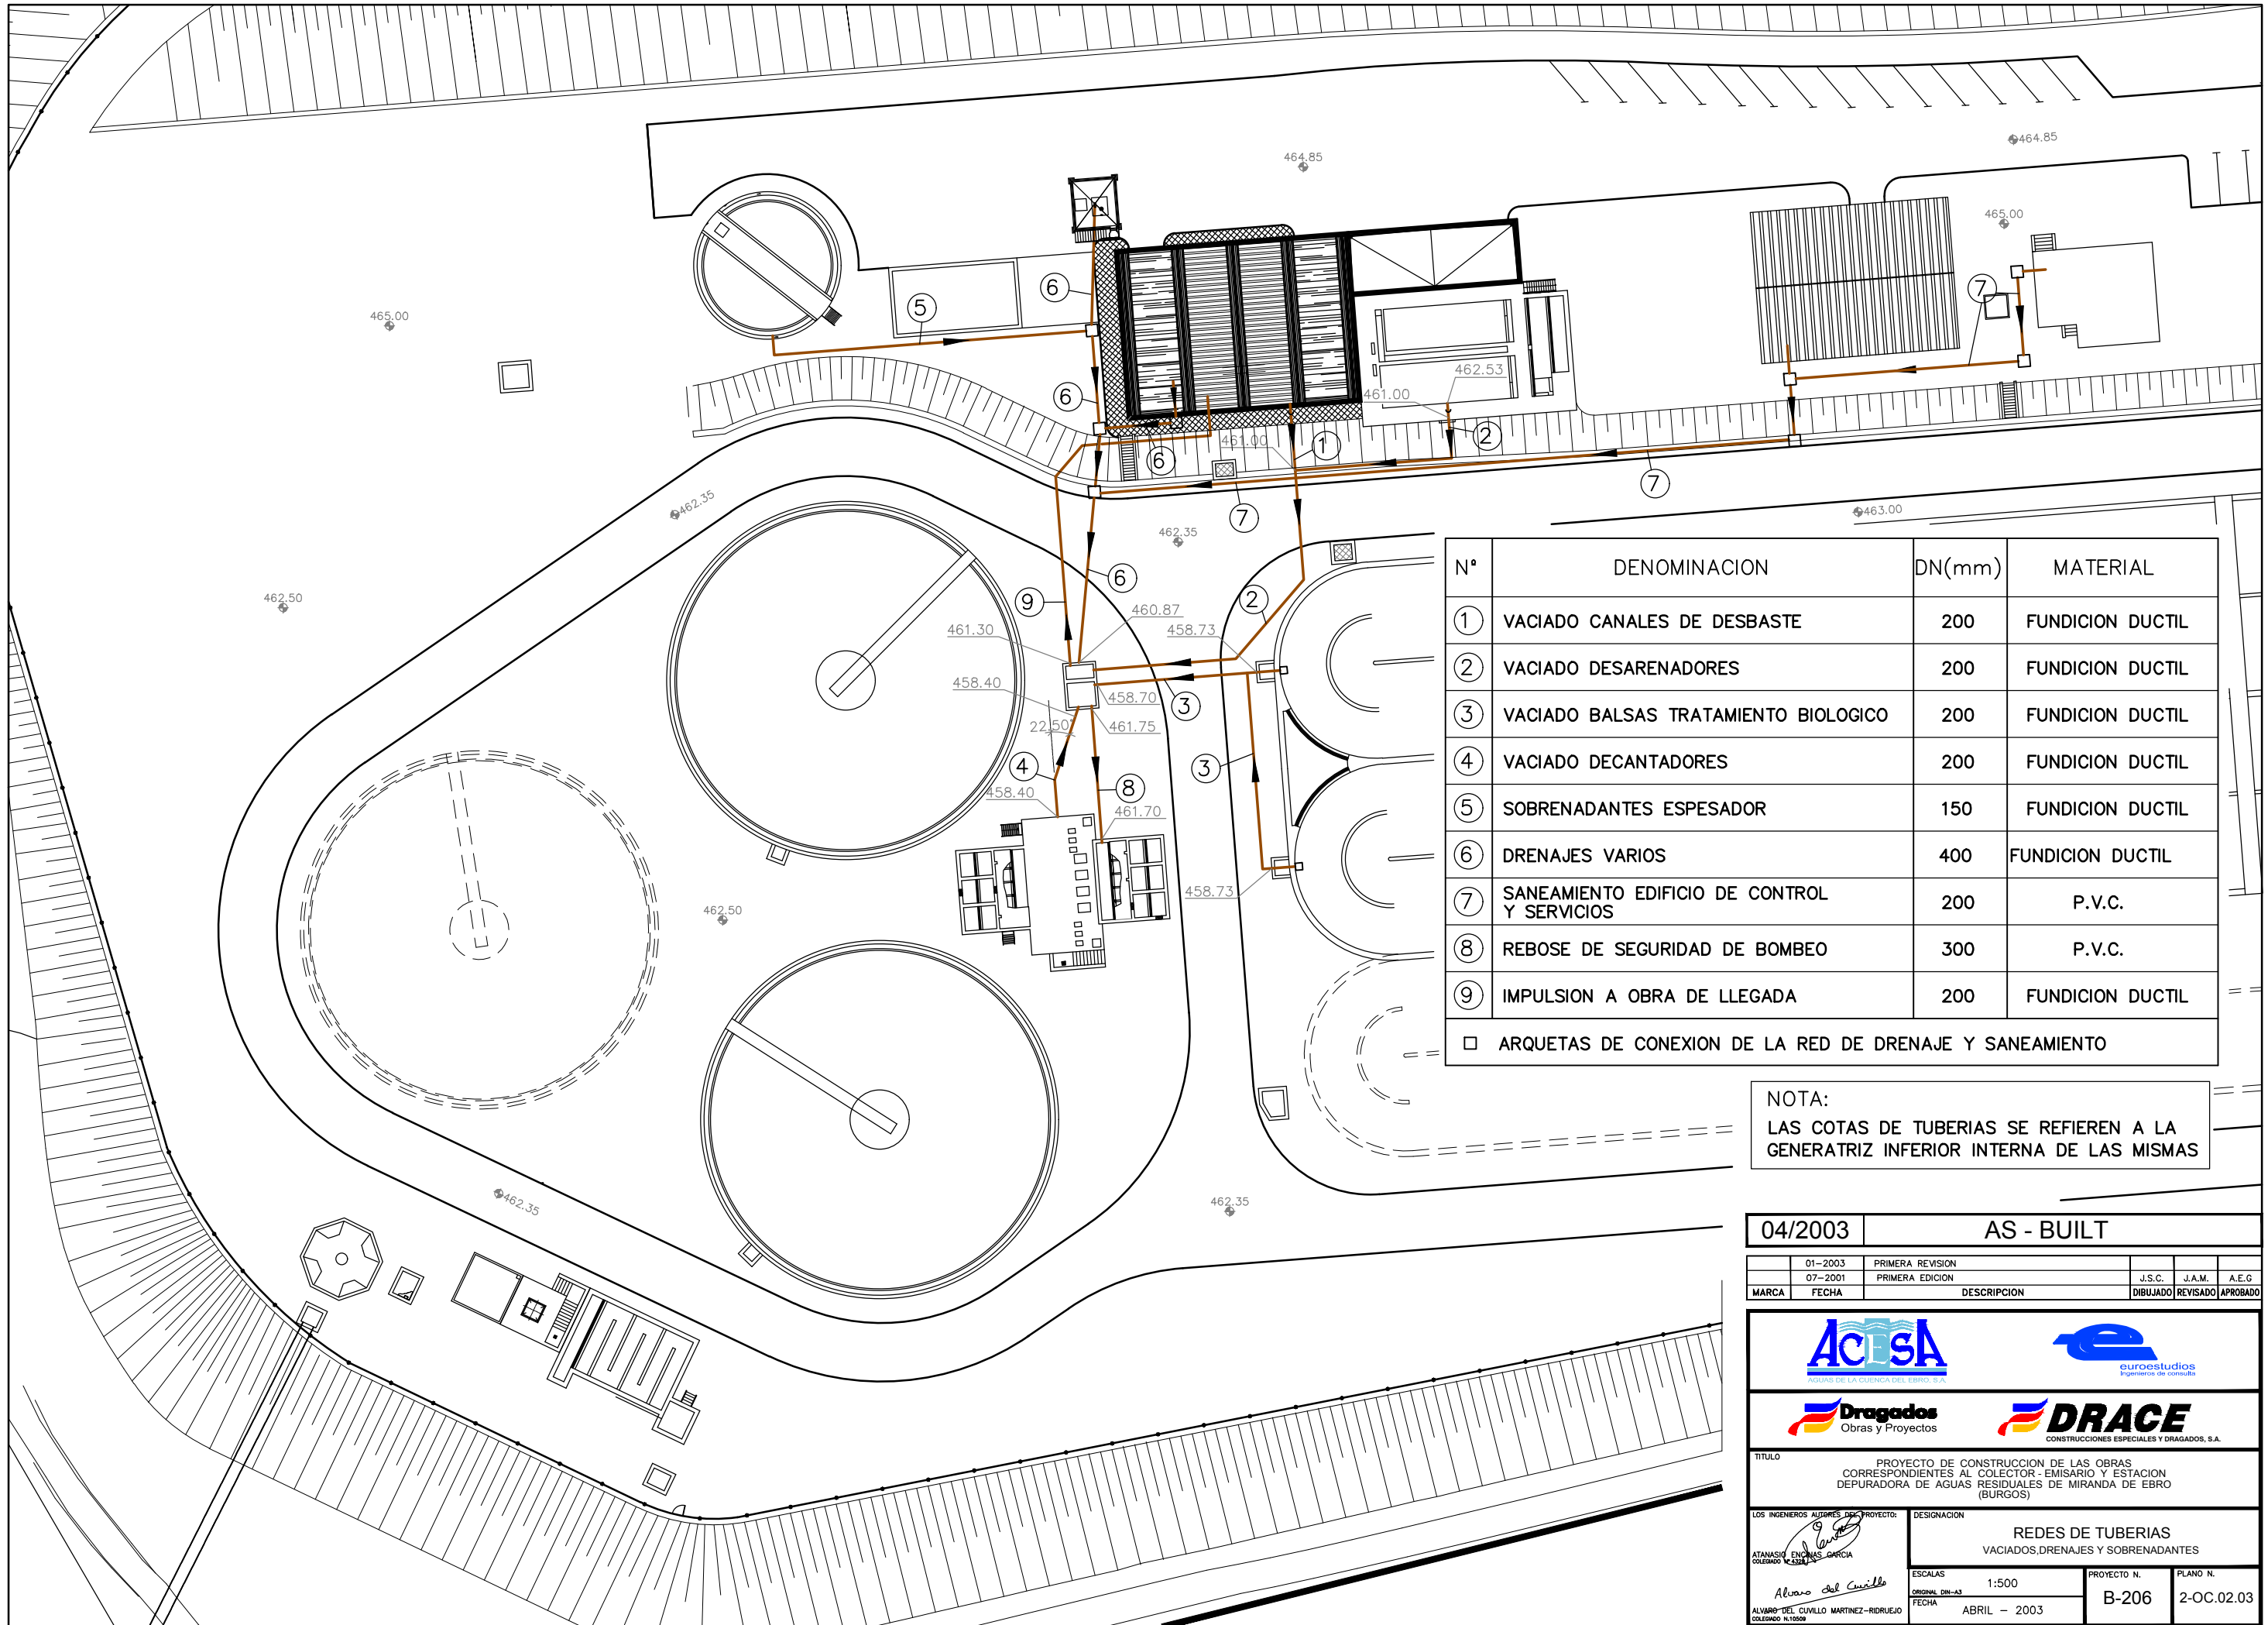 464.85
464.85
465.00
465.00
6
5
7
6
462.53
461.00
2
461.00
1
6
7
7
462.35
463.00
462.35
462.50
6
9
2
460.87
461.30
458.73
458.40
458.70
3
22.50
461.75
4
3
8
458.40
461.70
458.73
462.50
462.35
462.35
Nº DENOMINACION DN(mm) MATERIAL
1 VACIADO CANALES DE DESBASTE 200 FUNDICION DUCTIL
2 VACIADO DESARENADORES 200 FUNDICION DUCTIL
3 VACIADO BALSAS TRATAMIENTO BIOLOGICO 200 FUNDICION DUCTIL
4 VACIADO DECANTADORES 200 FUNDICION DUCTIL
5 SOBRENADANTES ESPESADOR 150 FUNDICION DUCTIL
6 DRENAJES VARIOS 400 FUNDICION DUCTIL
7 SANEAMIENTO EDIFICIO DE CONTROL
Y SERVICIOS 200 P.V.C.
8 REBOSE DE SEGURIDAD DE BOMBEO 300 P.V.C.
9 IMPULSION A OBRA DE LLEGADA 200 FUNDICION DUCTIL
ARQUETAS DE CONEXION DE LA RED DE DRENAJE Y SANEAMIENTO
NOTA:
LAS COTAS DE TUBERIAS SE REFIEREN A LA
GENERATRIZ INFERIOR INTERNA DE LAS MISMAS
04/2003 AS - BUILT
01-2003 PRIMERA REVISION
07-2001 PRIMERA EDICION J.S.C. J.A.M. A.E.G
MARCA FECHA DESCRIPCION DIBUJADO REVISADO APROBADO
ACESA
AGUAS DE LA CUENCA DEL EBRO, S.A.
euroestudios
Ingenieros de consulta
Dragados
Obras y Proyectos
DRACE
CONSTRUCCIONES ESPECIALES Y DRAGADOS, S.A.
TITULO
PROYECTO DE CONSTRUCCION DE LAS OBRAS
CORRESPONDIENTES AL COLECTOR - EMISARIO Y ESTACION
DEPURADORA DE AGUAS RESIDUALES DE MIRANDA DE EBRO
(BURGOS)
LOS INGENIEROS AUTORES DEL PROYECTO:
ATANASIO ENCINAS GARCIA
COLEGIADO Nº
Alvaro del Cuvillo
ALVARO DEL CUVILLO MARTINEZ-RIDRUEJO
COLEGIADO N.10509
DESIGNACION
REDES DE TUBERIAS
VACIADOS,DRENAJES Y SOBRENADANTES
ESCALAS
1:500
ORIGINAL DIN-A3
FECHA
ABRIL - 2003
PROYECTO N.
B-206
PLANO N.
2-OC.02.03